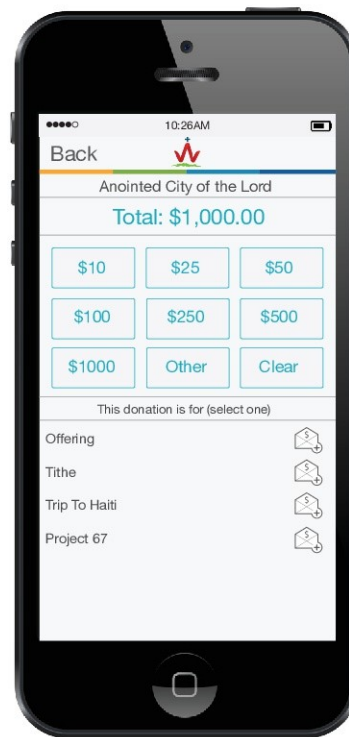 10:26AM
Back
Anointed City of the Lord
Total: $1,000.00
$10 $25 $50
$100 $250 $500
$1000 Other Clear
This donation is for (select one)
Offering
Tithe
Trip To Haiti
Project 67